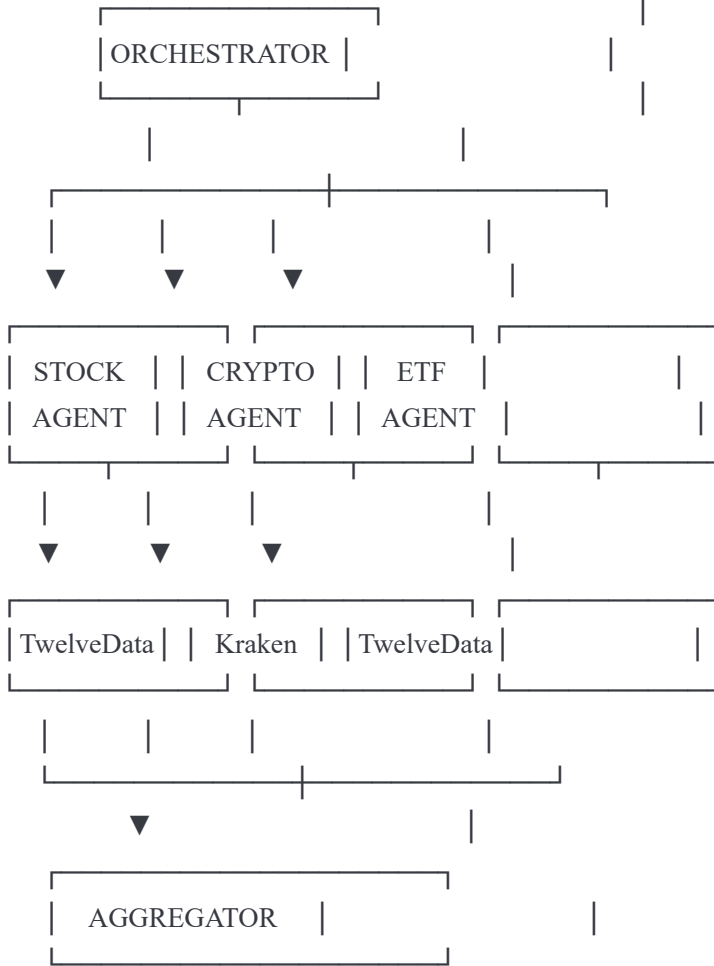 ORCHESTRATOR
STOCK CRYPTO ETF
AGENT AGENT AGENT
TwelveData Kraken TwelveData
AGGREGATOR